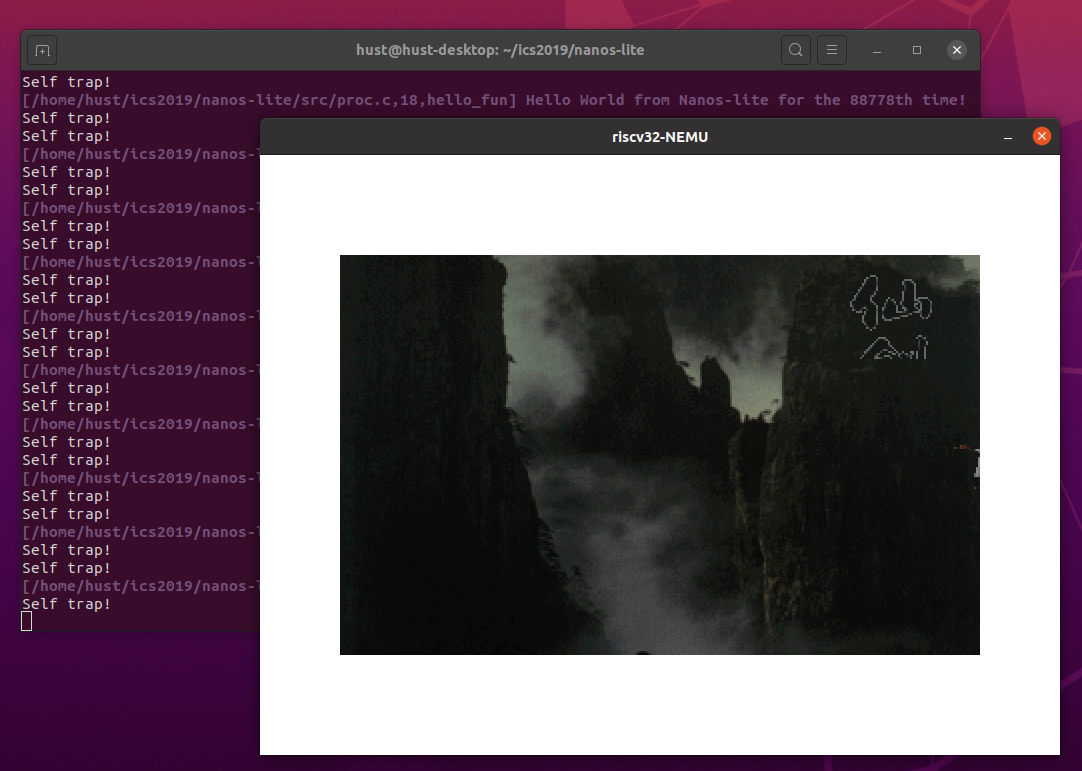 hust@hust-desktop: ~/ics2019/nanos-lite
Self trap!
[/home/hust/ics2019/nanos-lite/src/proc.c,18,hello_fun] Hello World from Nanos-lite for the 88778th time!
Self trap!
Self trap!
[/home/hust/ics2019/nanos-l
Self trap!
Self trap!
[/home/hust/ics2019/nanos-l
Self trap!
Self trap!
[/home/hust/ics2019/nanos-l
Self trap!
Self trap!
[/home/hust/ics2019/nanos-l
Self trap!
Self trap!
[/home/hust/ics2019/nanos-l
Self trap!
Self trap!
[/home/hust/ics2019/nanos-l
Self trap!
Self trap!
[/home/hust/ics2019/nanos-l
Self trap!
Self trap!
[/home/hust/ics2019/nanos-l
Self trap!
Self trap!
[/home/hust/ics2019/nanos-l
Self trap!
riscv32-NEMU